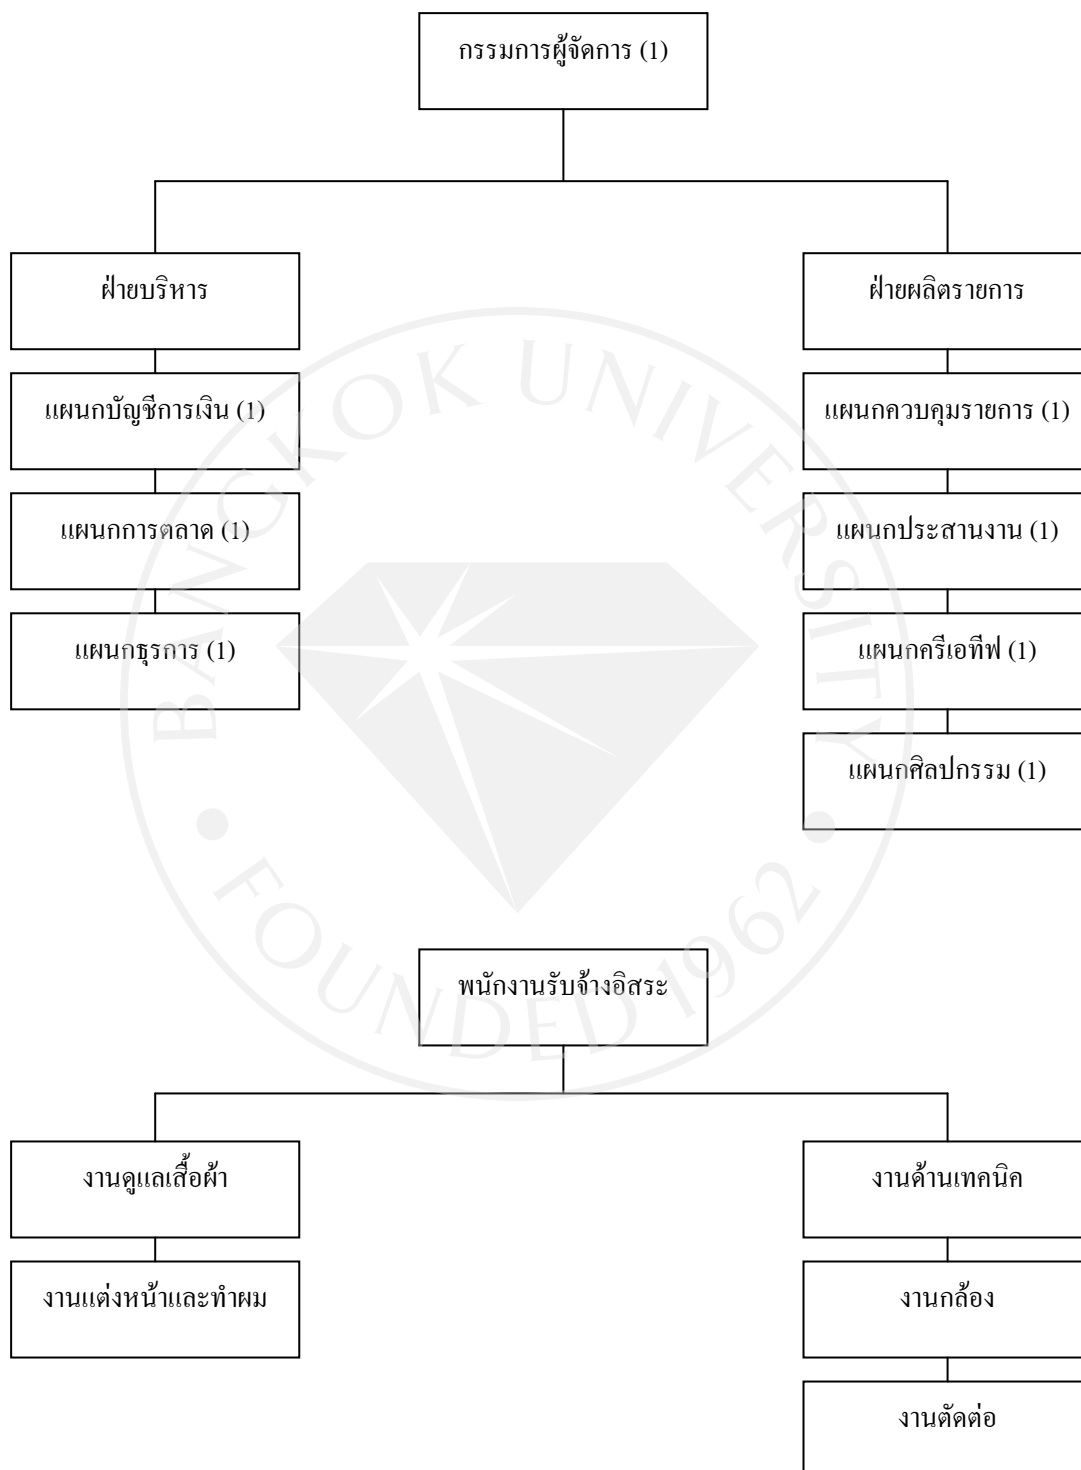 กรรมการผู้จัดการ (1)
ฝ่ายบริหาร
ฝ่ายผลิตรายการ
แผนกบัญชีการเงิน (1)
แผนกควบคุมรายการ (1)
แผนกการตลาด (1)
แผนกประสานงาน (1)
แผนกธุรการ (1)
แผนกครีเอทีฟ (1)
แผนกศิลปกรรม (1)
พนักงานรับจ้างอิสระ
งานดูแลเสื้อผ้า
งานด้านเทคนิค
งานแต่งหน้าและทำผม
งานกล้อง
งานตัดต่อ
BANGKOK UNIVERSITY
FOUNDED 1962